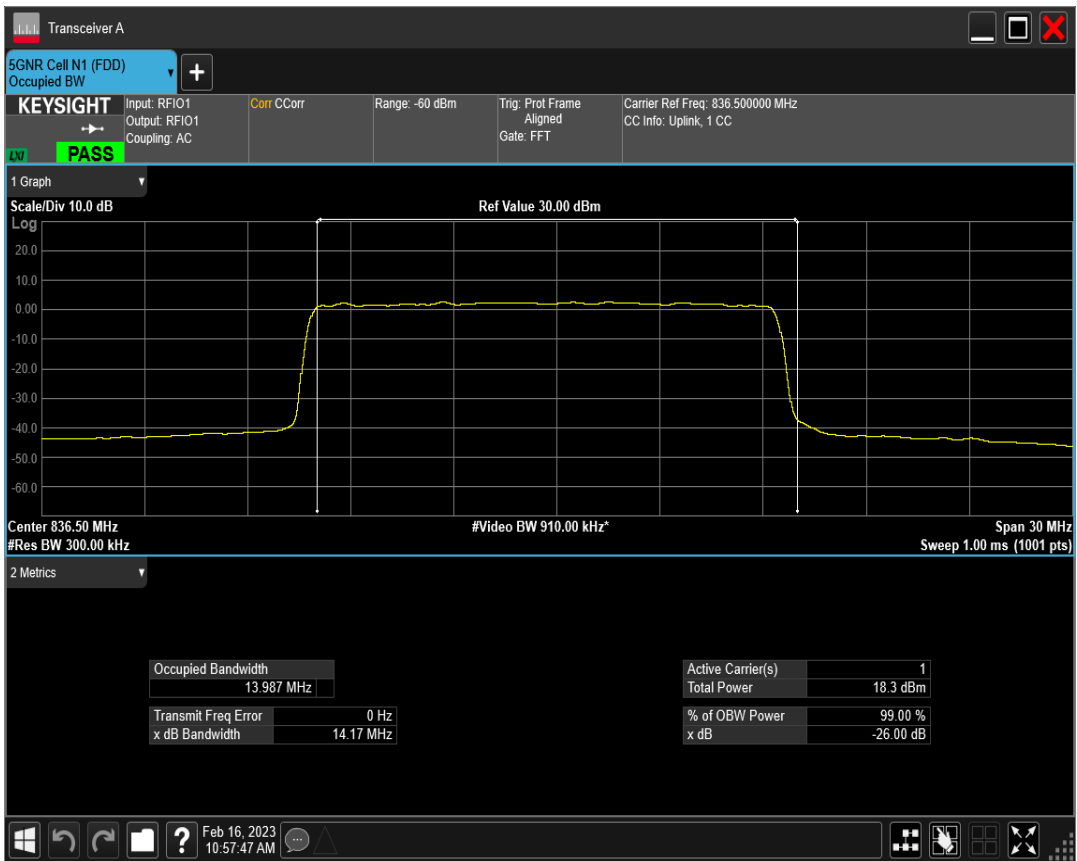 Transceiver A
5GNR Cell N1 (FDD)
Occupied BW
+
KEYSIGHT
LXI
PASS
Input: RFIO1
Output: RFIO1
Coupling: AC
Corr CCorr
Range: -60 dBm
Trig: Prot Frame
Aligned
Gate: FFT
Carrier Ref Freq: 836.500000 MHz
CC Info: Uplink, 1 CC
1 Graph
Scale/Div 10.0 dB
Ref Value 30.00 dBm
Log
20.0
10.0
0.00
-10.0
-20.0
-30.0
-40.0
-50.0
-60.0
Center 836.50 MHz
#Video BW 910.00 kHz*
Span 30 MHz
#Res BW 300.00 kHz
Sweep 1.00 ms (1001 pts)
2 Metrics
Occupied Bandwidth
13.987 MHz
Transmit Freq Error 0 Hz
x dB Bandwidth 14.17 MHz
Active Carrier(s) 1
Total Power 18.3 dBm
% of OBW Power 99.00 %
x dB -26.00 dB
?
Feb 16, 2023
10:57:47 AM